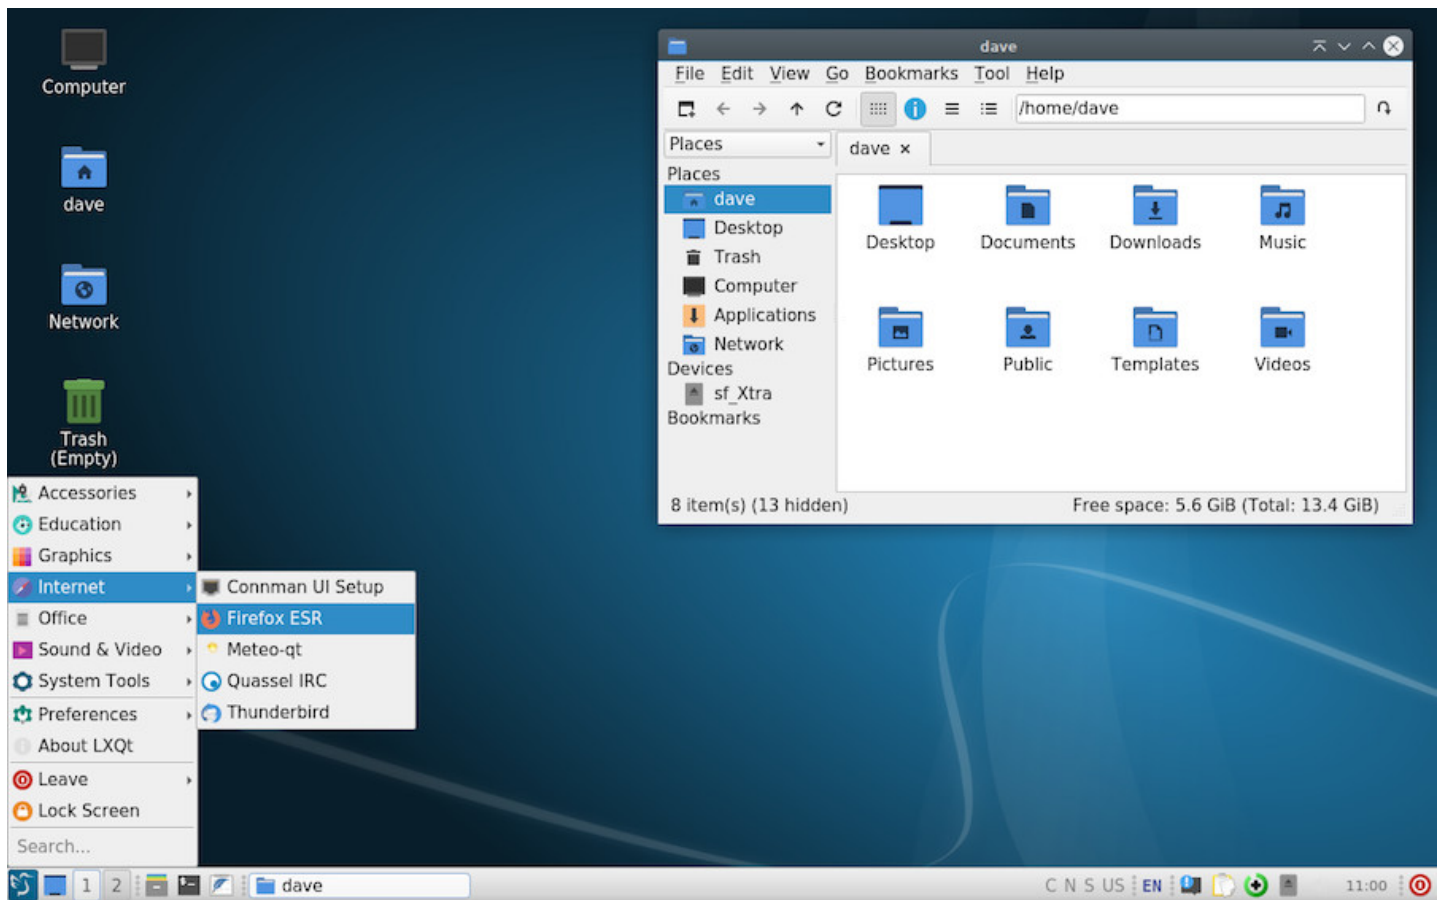 Computer
dave
Network
Trash
(Empty)
dave
File Edit View Go Bookmarks Tool Help
/home/dave
Places
dave
Places
dave
Desktop
Trash
Computer
Applications
Network
Devices
sf_Xtra
Bookmarks
Desktop Documents Downloads Music
Pictures Public Templates Videos
8 item(s) (13 hidden)
Free space: 5.6 GiB (Total: 13.4 GiB)
Accessories
Education
Graphics
Internet
Office
Sound & Video
System Tools
Preferences
About LXQt
Leave
Lock Screen
Search...
Connman UI Setup
Firefox ESR
Meteo-qt
Quassel IRC
Thunderbird
1 2
dave
C N S US EN
11:00